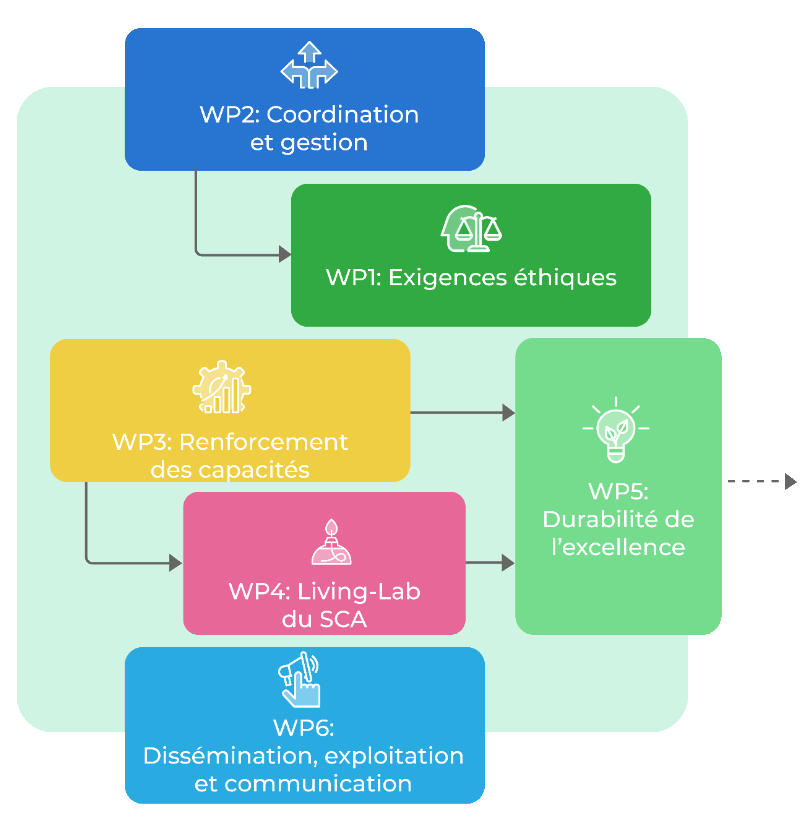 WP2: Coordination
et gestion
WP1: Exigences éthiques
WP3: Renforcement
des capacités
WP5:
Durabilité de
l’excellence
WP4: Living-Lab
du SCA
WP6:
Dissémination, exploitation
et communication